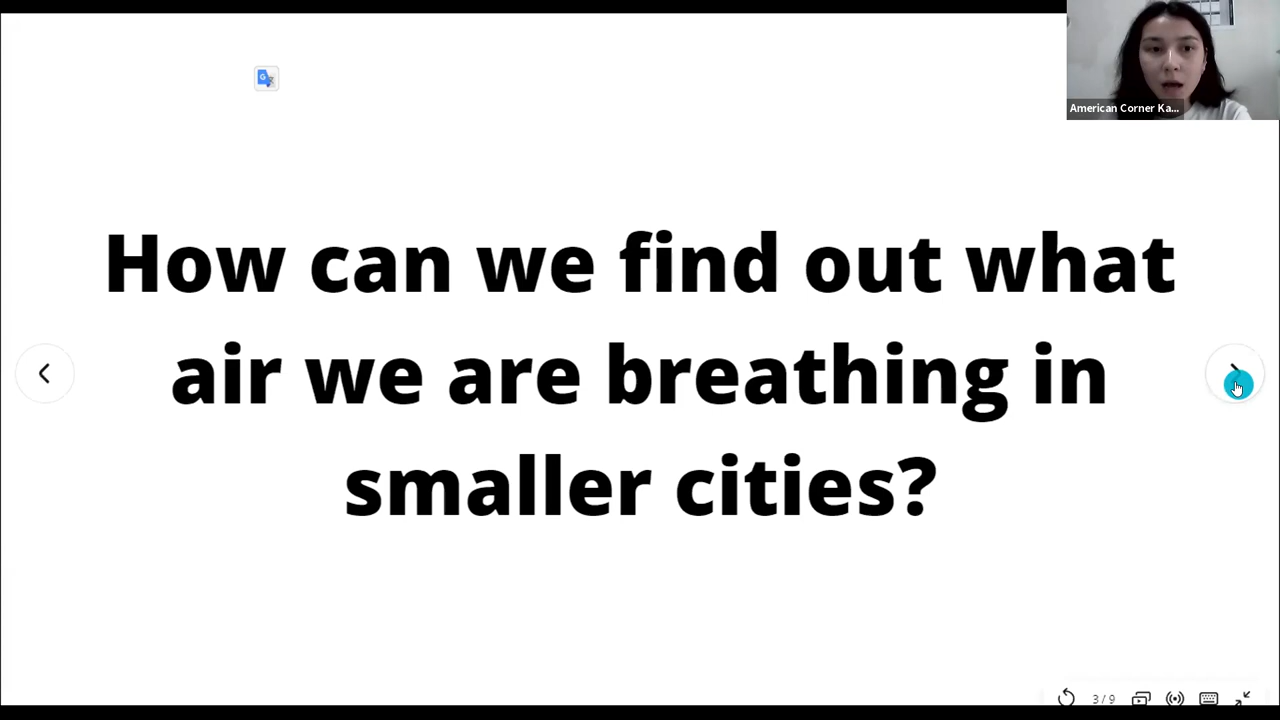 American Corner Ka...
How can we find out what
air we are breathing in
smaller cities?
3 / 9